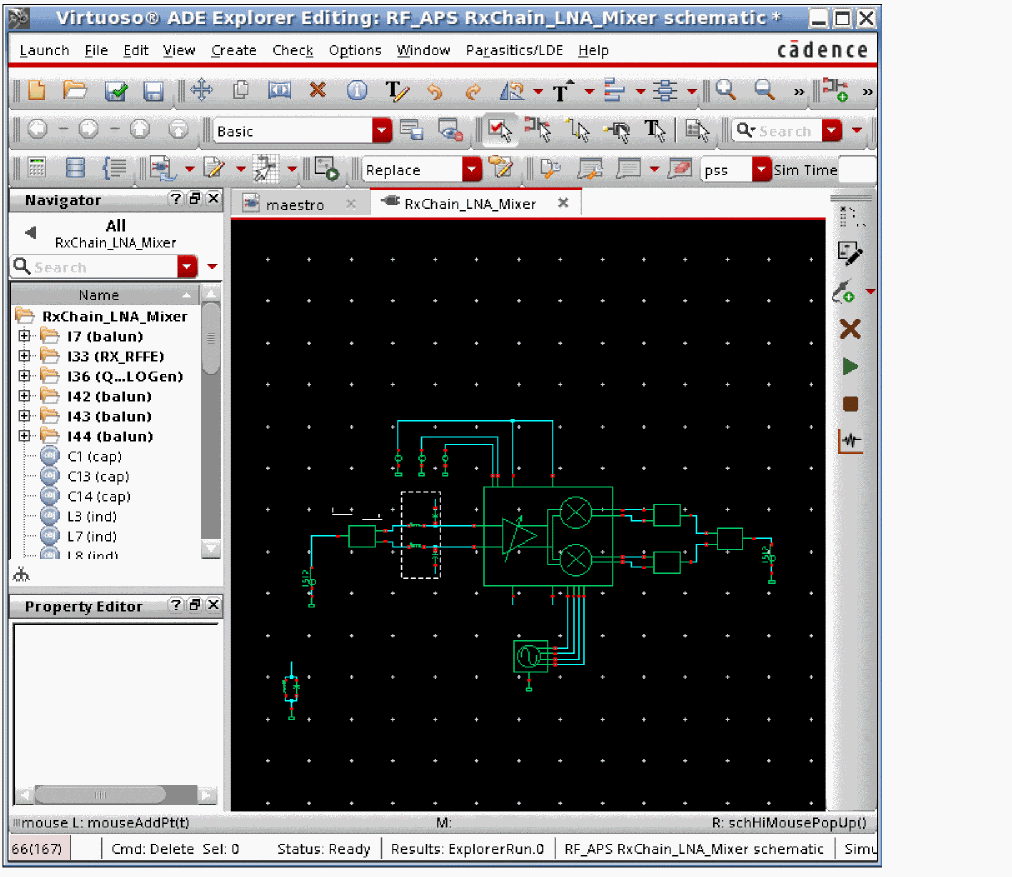 Virtuoso® ADE Explorer Editing: RF_APS RxChain_LNA_Mixer schematic *
Launch File Edit View Create Check Options Window Parasitics/LDE Help cādence
Basic Search
Replace pss Sim Time
Navigator
maestro RxChain_LNA_Mixer
All
RxChain_LNA_Mixer
Search
Name
RxChain_LNA_Mixer
I7 (balun)
I33 (RX_RFFE)
I36 (Q...LOGen)
I42 (balun)
I43 (balun)
I44 (balun)
C1 (cap)
C13 (cap)
C14 (cap)
L3 (ind)
L7 (ind)
L8 (ind)
Property Editor
mouse L: mouseAddPt(t) M: R: schHiMousePopUp()
66(167) Cmd: Delete Sel: 0 Status: Ready Results: ExplorerRun.0 RF_APS RxChain_LNA_Mixer schematic Simu